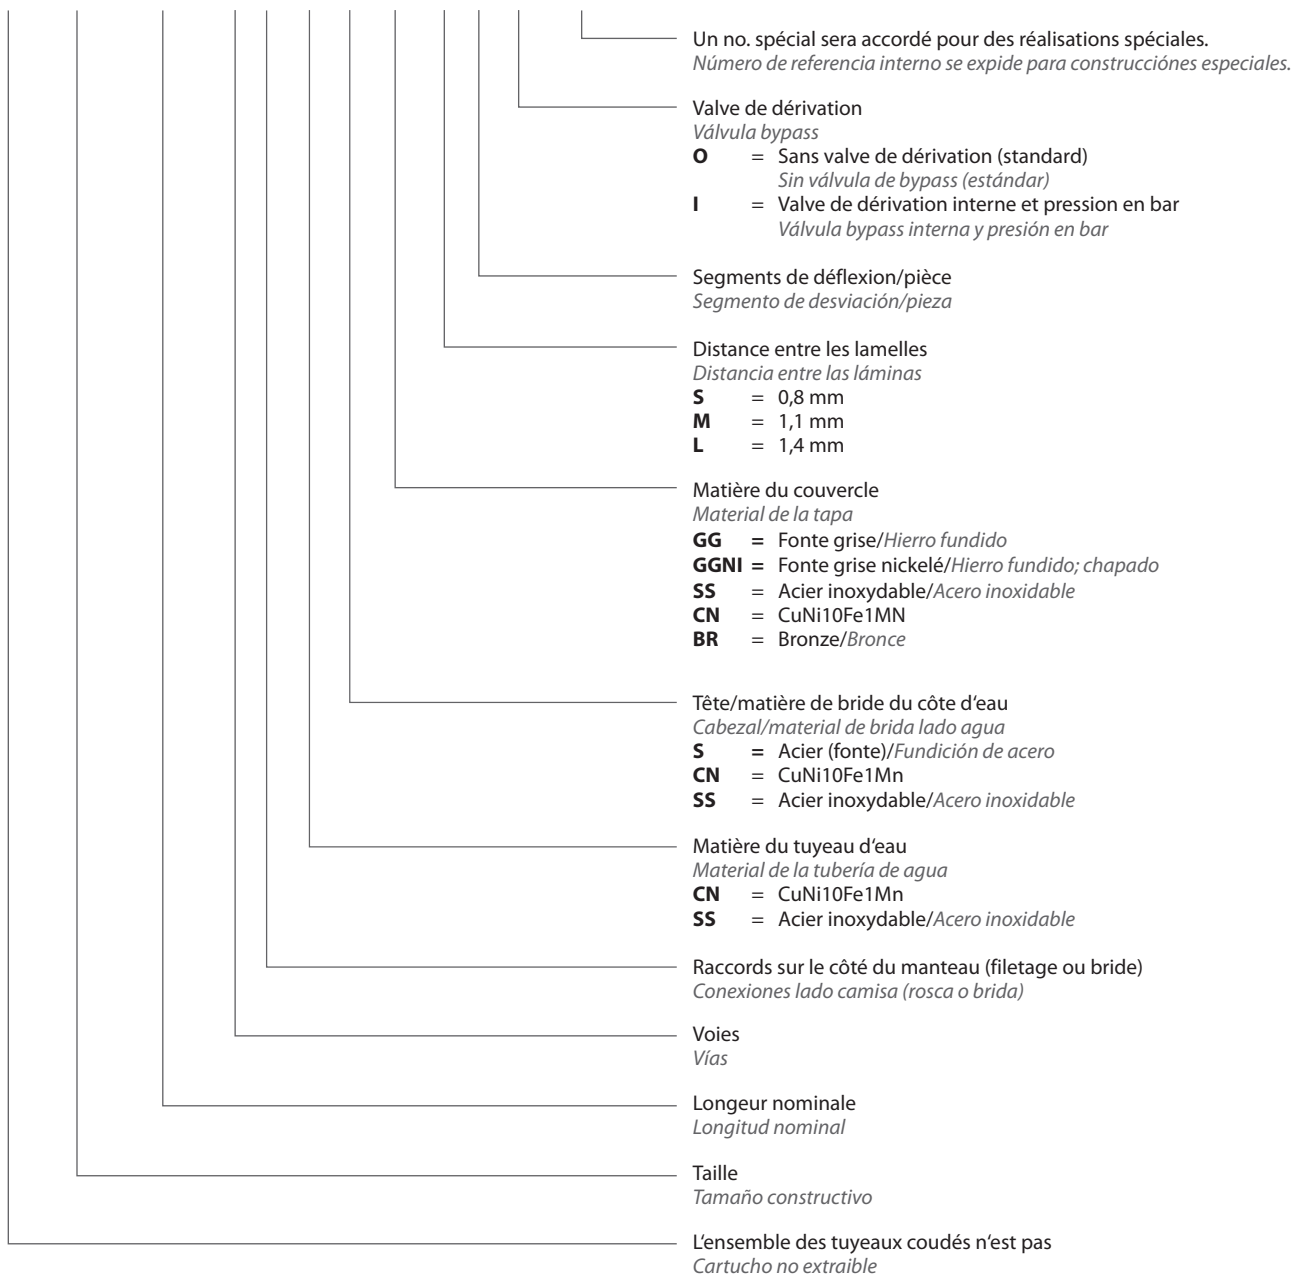 Un no. spécial sera accordé pour des réalisations spéciales.
Número de referencia interno se expide para construcciónes especiales.
Valve de dérivation
Válvula bypass
O = Sans valve de dérivation (standard)
Sin válvula de bypass (estándar)
I = Valve de dérivation interne et pression en bar
Válvula bypass interna y presión en bar
Segments de déflexion/pièce
Segmento de desviación/pieza
Distance entre les lamelles
Distancia entre las láminas
S = 0,8 mm
M = 1,1 mm
L = 1,4 mm
Matière du couvercle
Material de la tapa
GG = Fonte grise/Hierro fundido
GGNI = Fonte grise nickelé/Hierro fundido; chapado
SS = Acier inoxydable/Acero inoxidable
CN = CuNi10Fe1MN
BR = Bronze/Bronce
Tête/matière de bride du côte d‘eau
Cabezal/material de brida lado agua
S = Acier (fonte)/Fundición de acero
CN = CuNi10Fe1Mn
SS = Acier inoxydable/Acero inoxidable
Matière du tuyeau d‘eau
Material de la tubería de agua
CN = CuNi10Fe1Mn
SS = Acier inoxydable/Acero inoxidable
Raccords sur le côté du manteau (filetage ou bride)
Conexiones lado camisa (rosca o brida)
Voies
Vías
Longeur nominale
Longitud nominal
Taille
Tamaño constructivo
L‘ensemble des tuyeaux coudés n‘est pas
Cartucho no extraible